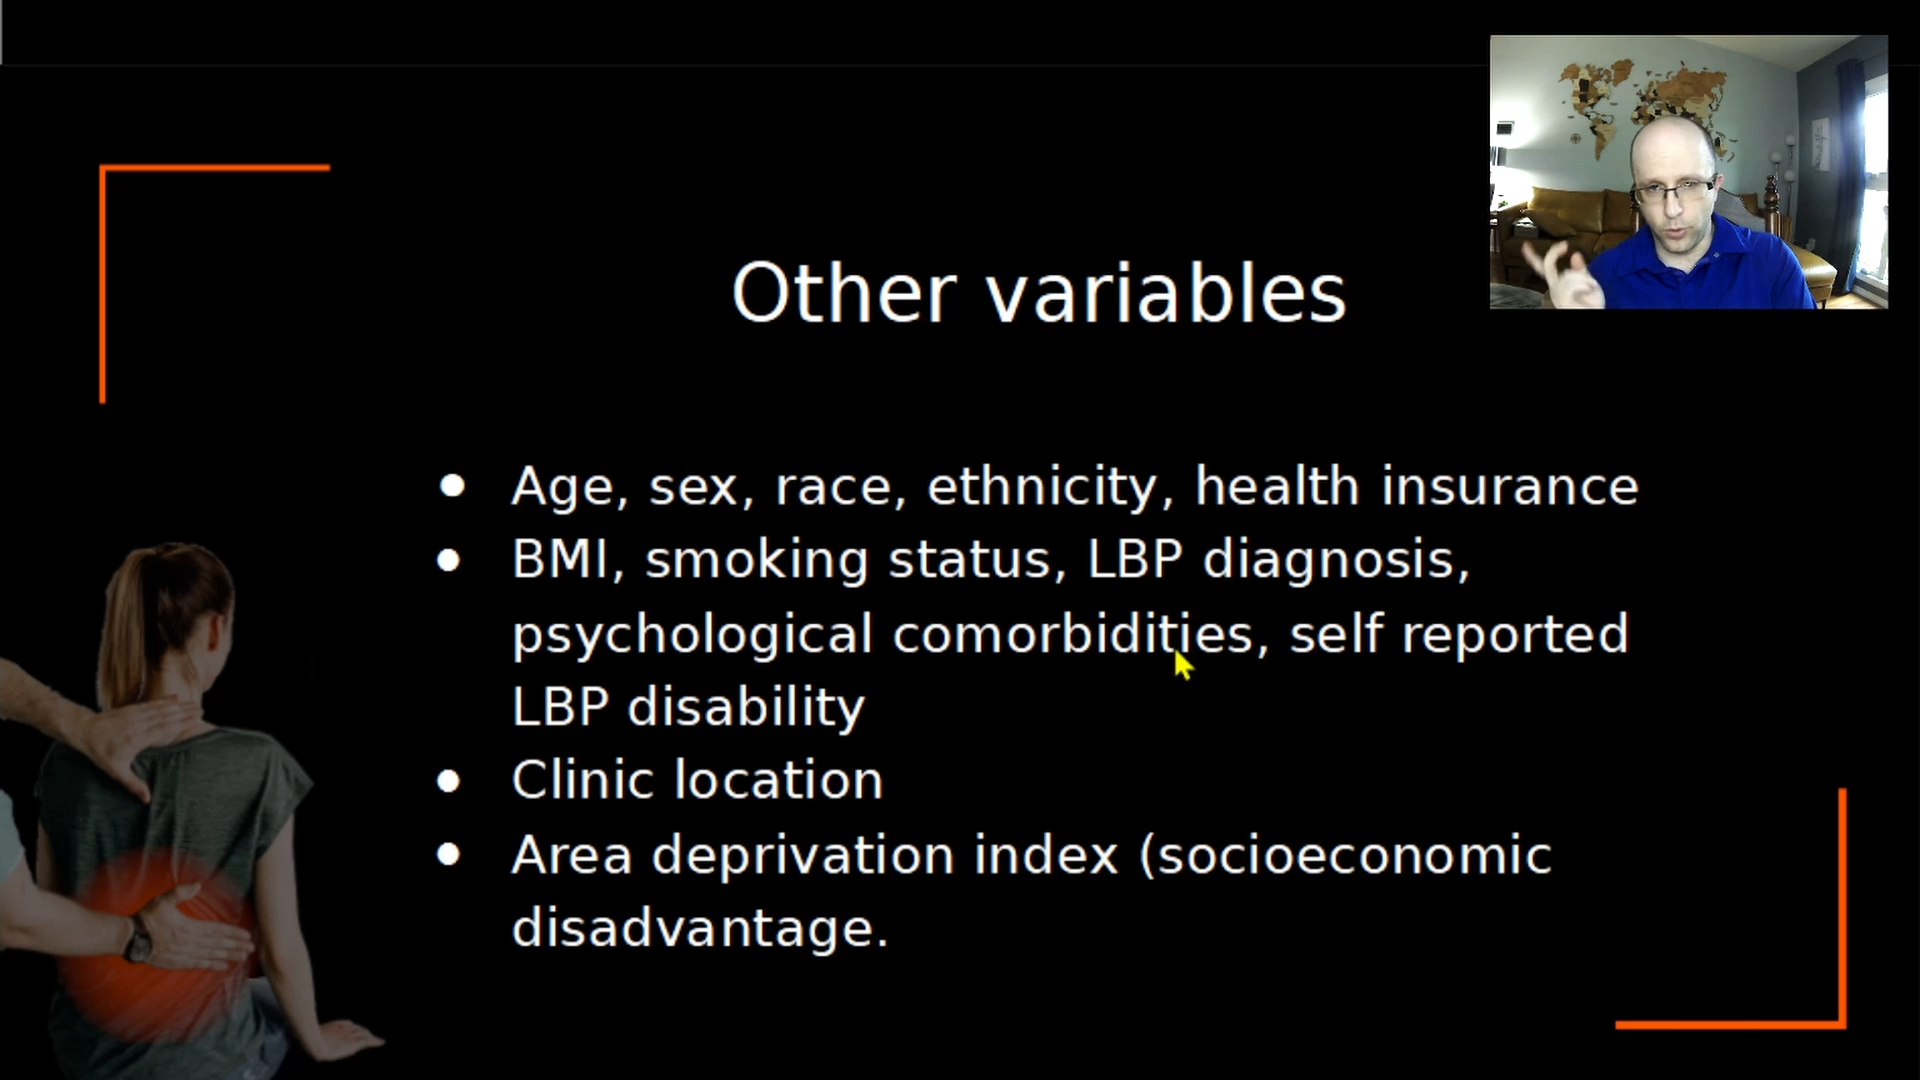 Other variables
Age, sex, race, ethnicity, health insurance
BMI, smoking status, LBP diagnosis,
psychological comorbidities, self reported
LBP disability
Clinic location
Area deprivation index (socioeconomic
disadvantage.